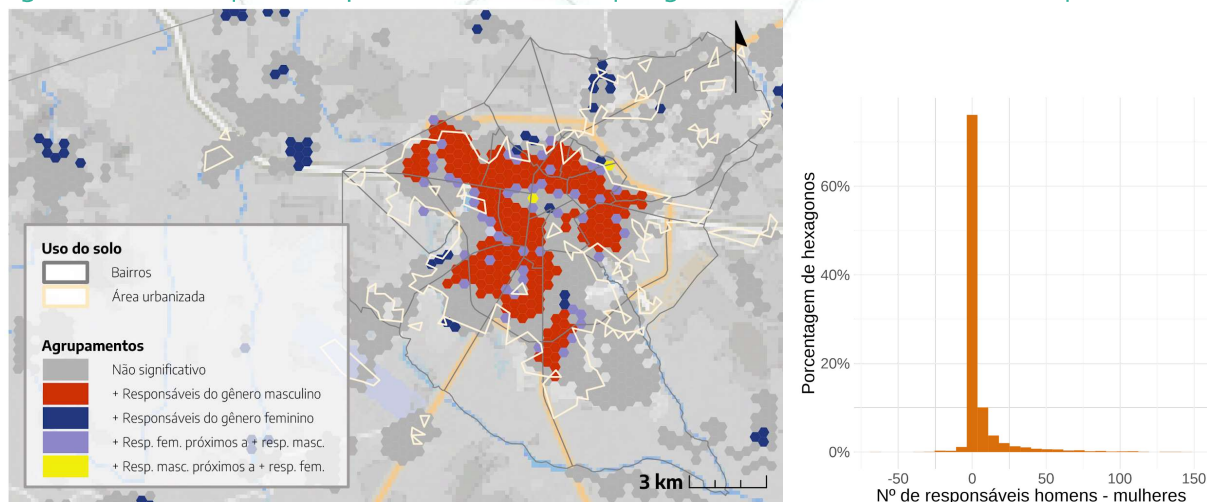 Uso do solo
Bairros
Área urbanizada
Agrupamentos
Não significativo
+ Responsáveis do gênero masculino
+ Responsáveis do gênero feminino
+ Resp. fem. próximos a + resp. masc.
+ Resp. masc. próximos a + resp. fem.
3 km
Porcentagem de hexagonos
60%
40%
20%
0%
-50
0
50
100
150
Nº de responsáveis homens - mulheres